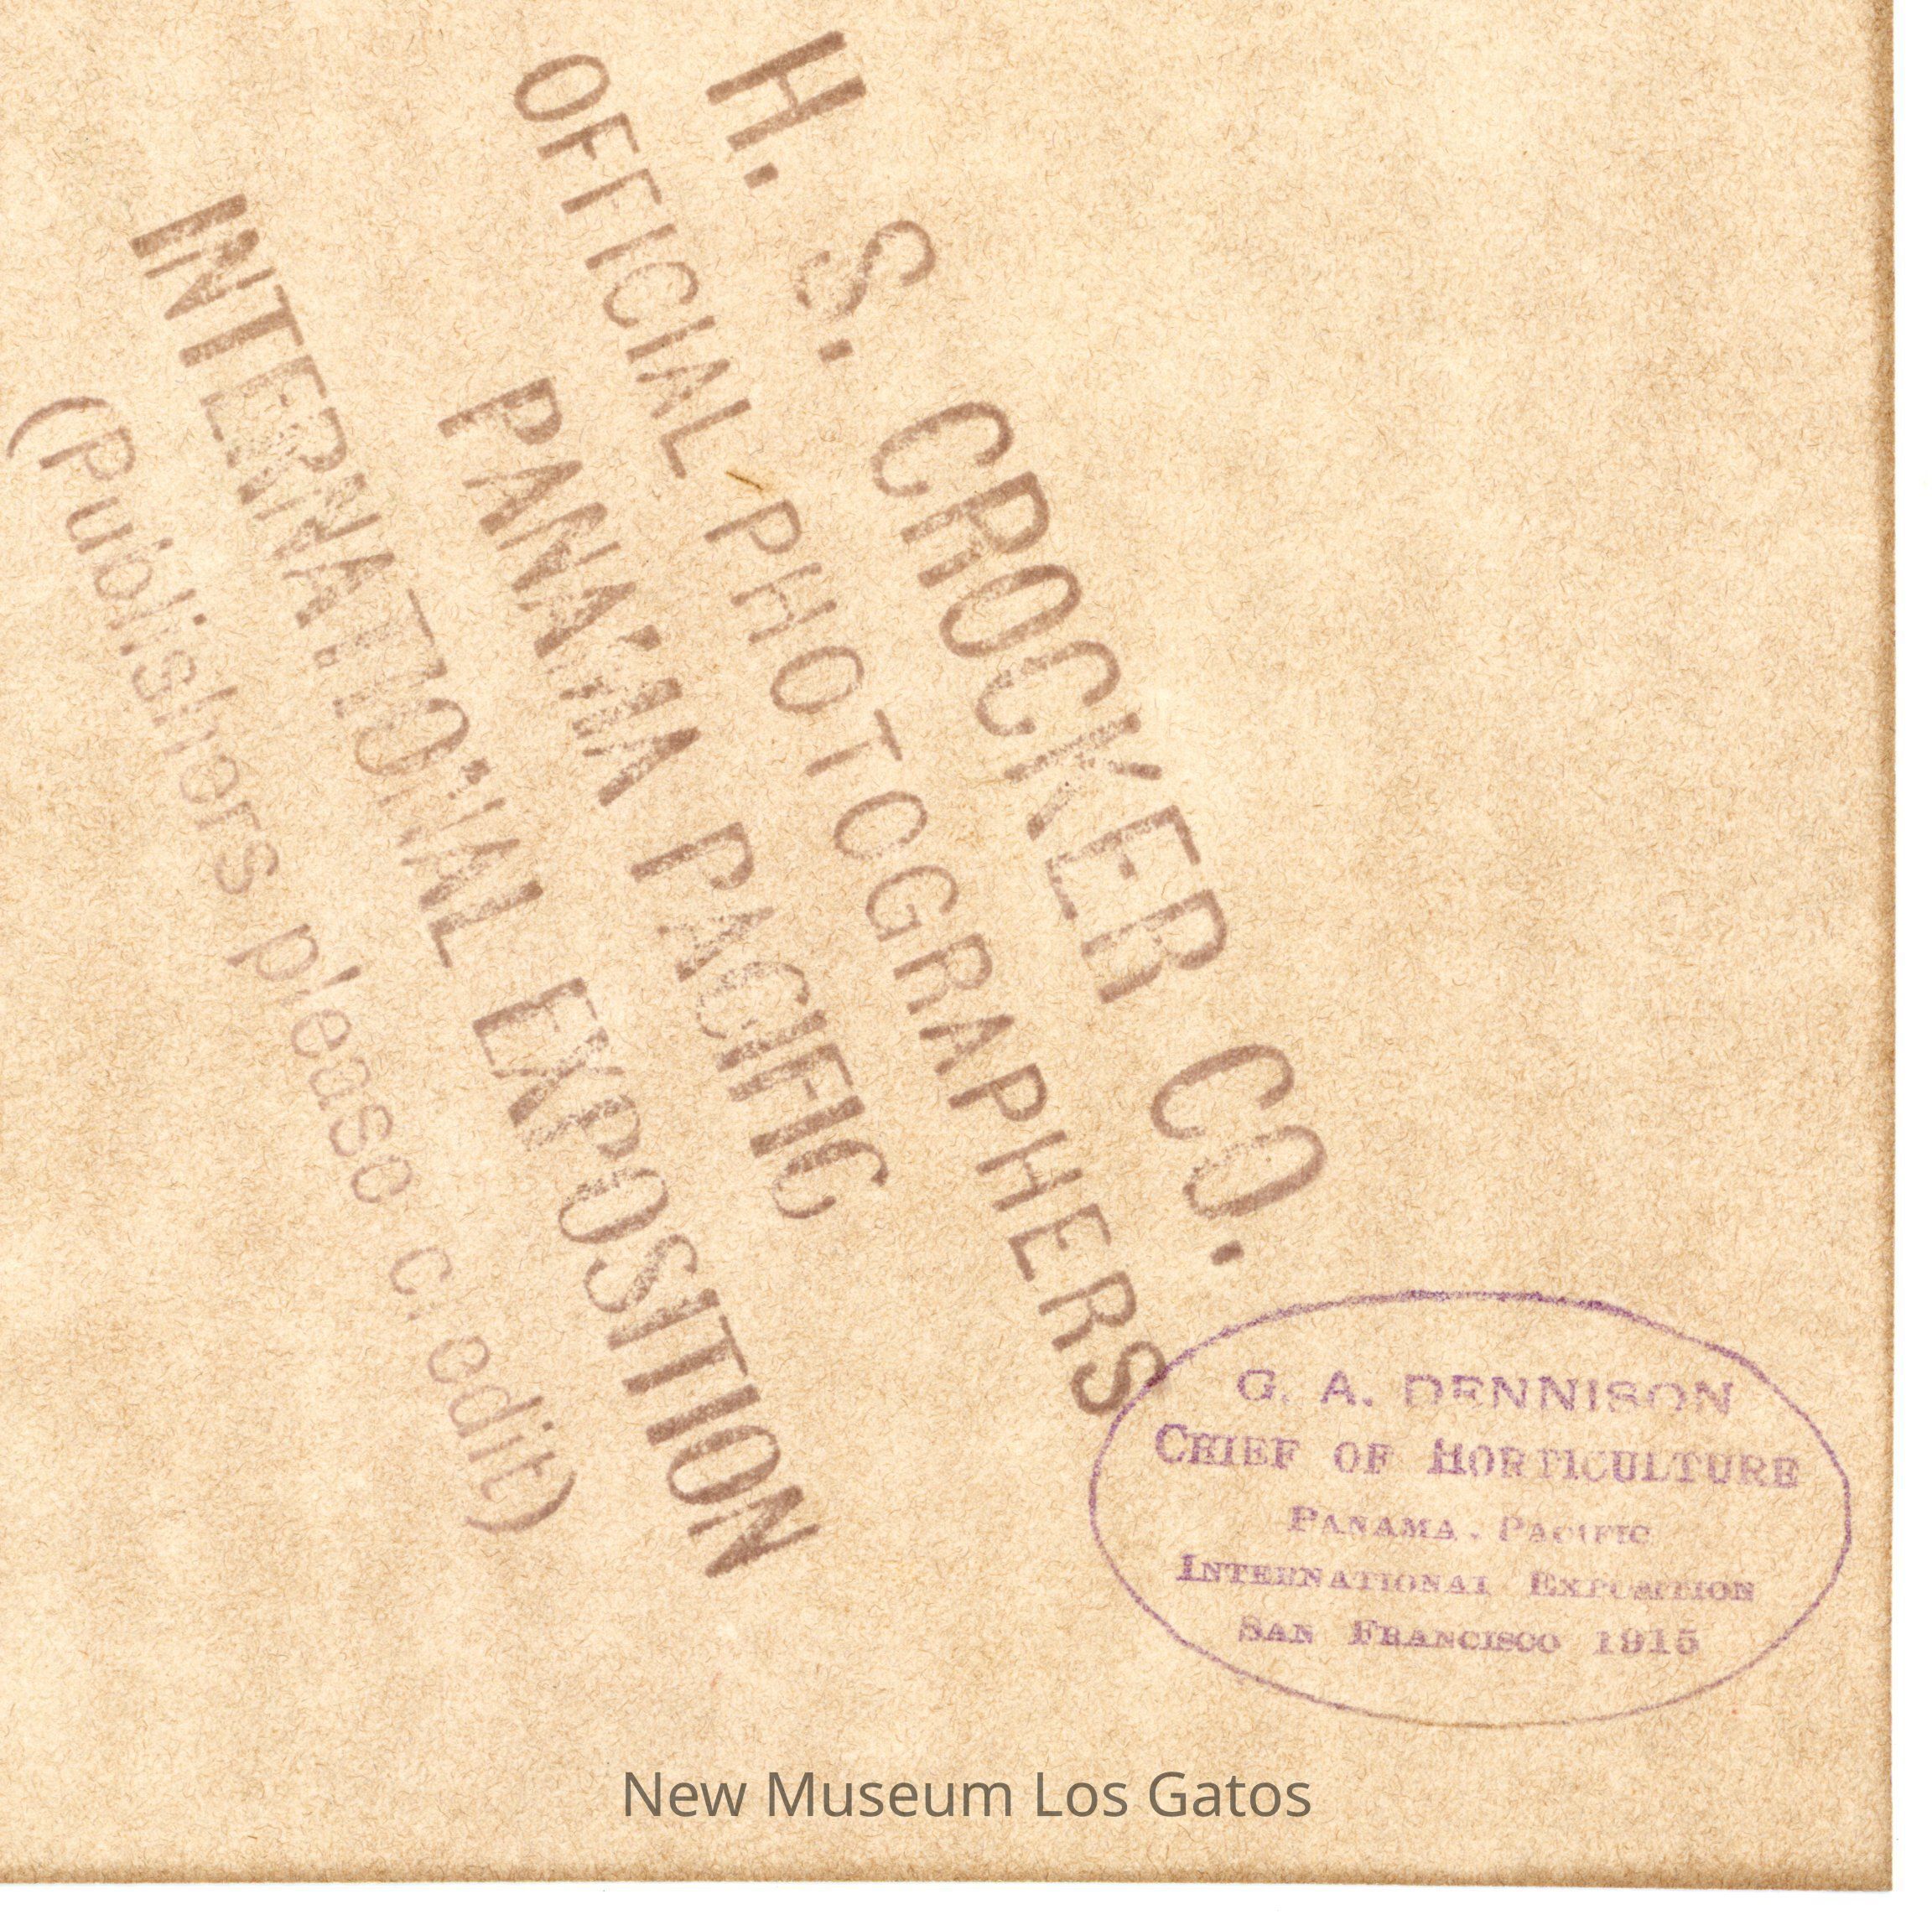 H. S. CROCKER CO.
OFFICIAL PHOTOGRAPHERS
PANAMA PACIFIC
INTERNATIONAL EXPOSITION
(Publishers please credit)
G. A. DENNISON
CHIEF OF HORTICULTURE
PANAMA-PACIFIC
INTERNATIONAL EXPOSITION
SAN FRANCISCO 1915
New Museum Los Gatos